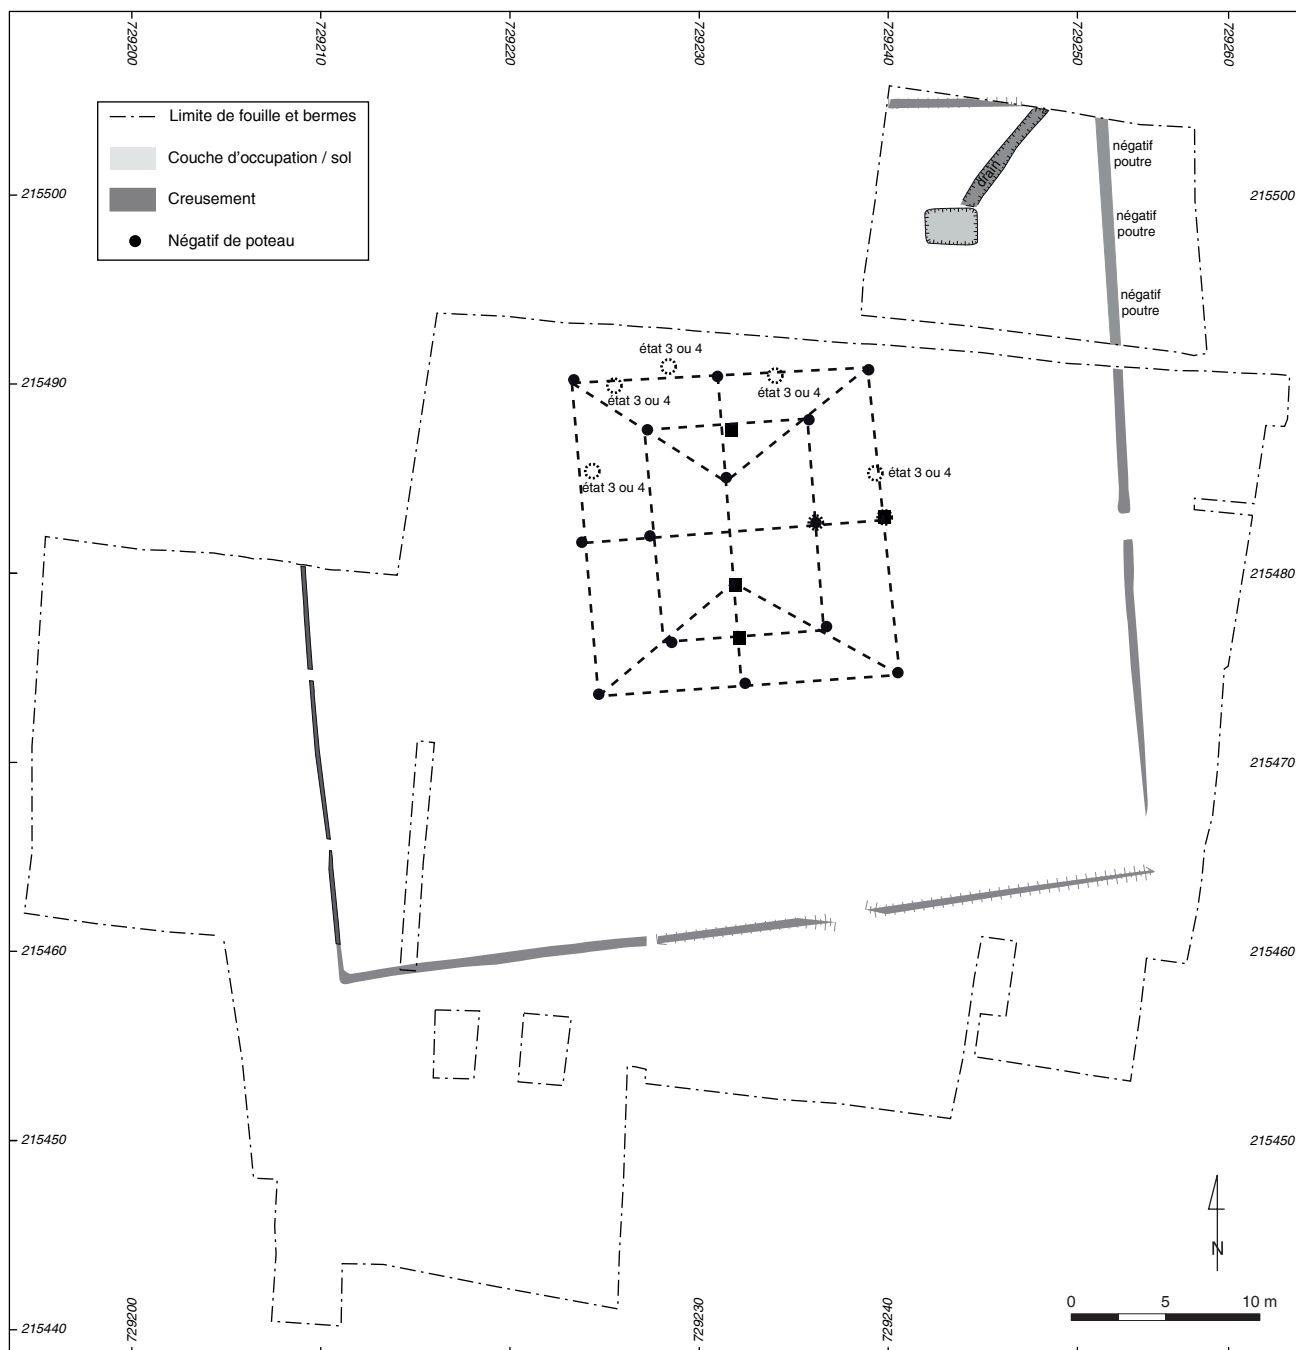 729200
729210
729220
729230
729240
729250
729260
Limite de fouille et bermes
Couche d'occupation / sol
Creusement
Négatif de poteau
négatif
poutre
drain
215500
215500
négatif
poutre
négatif
poutre
état 3 ou 4
215490
215490
état 3 ou 4
état 3 ou 4
état 3 ou 4
état 3 ou 4
215480
215480
215470
215460
215460
215450
215450
N
729200
729230
729240
0
5
10 m
215440